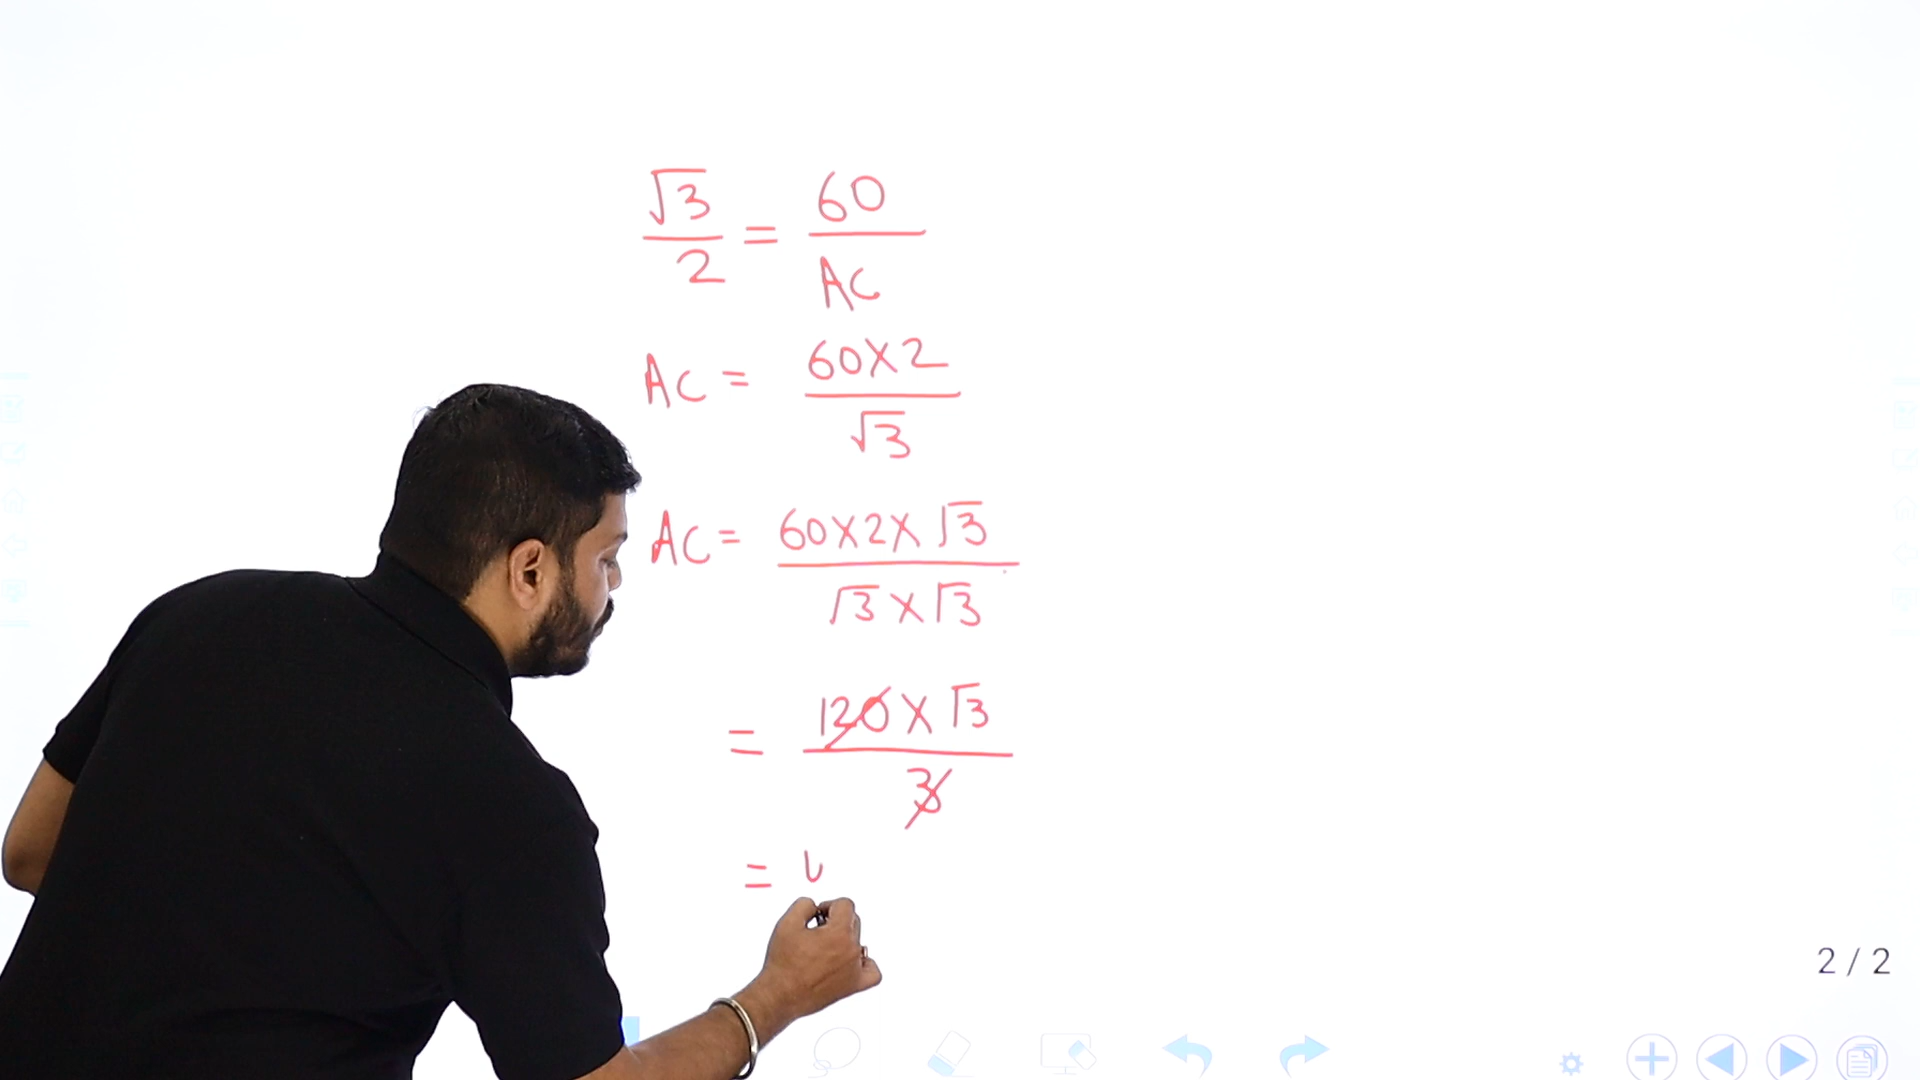 √3/2 = 60/AC
AC = 60×2/√3
AC = 60×2×√3/√3×√3
= 120×√3/3
=
2 / 2